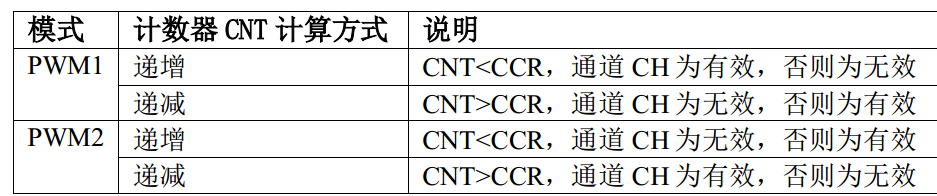 模式 计数器 CNT 计算方式 说明
PWM1 递增 CNT<CCR，通道 CH 为有效，否则为无效
递减 CNT>CCR，通道 CH 为无效，否则为有效
PWM2 递增 CNT<CCR，通道 CH 为无效，否则为有效
递减 CNT>CCR，通道 CH 为有效，否则为无效